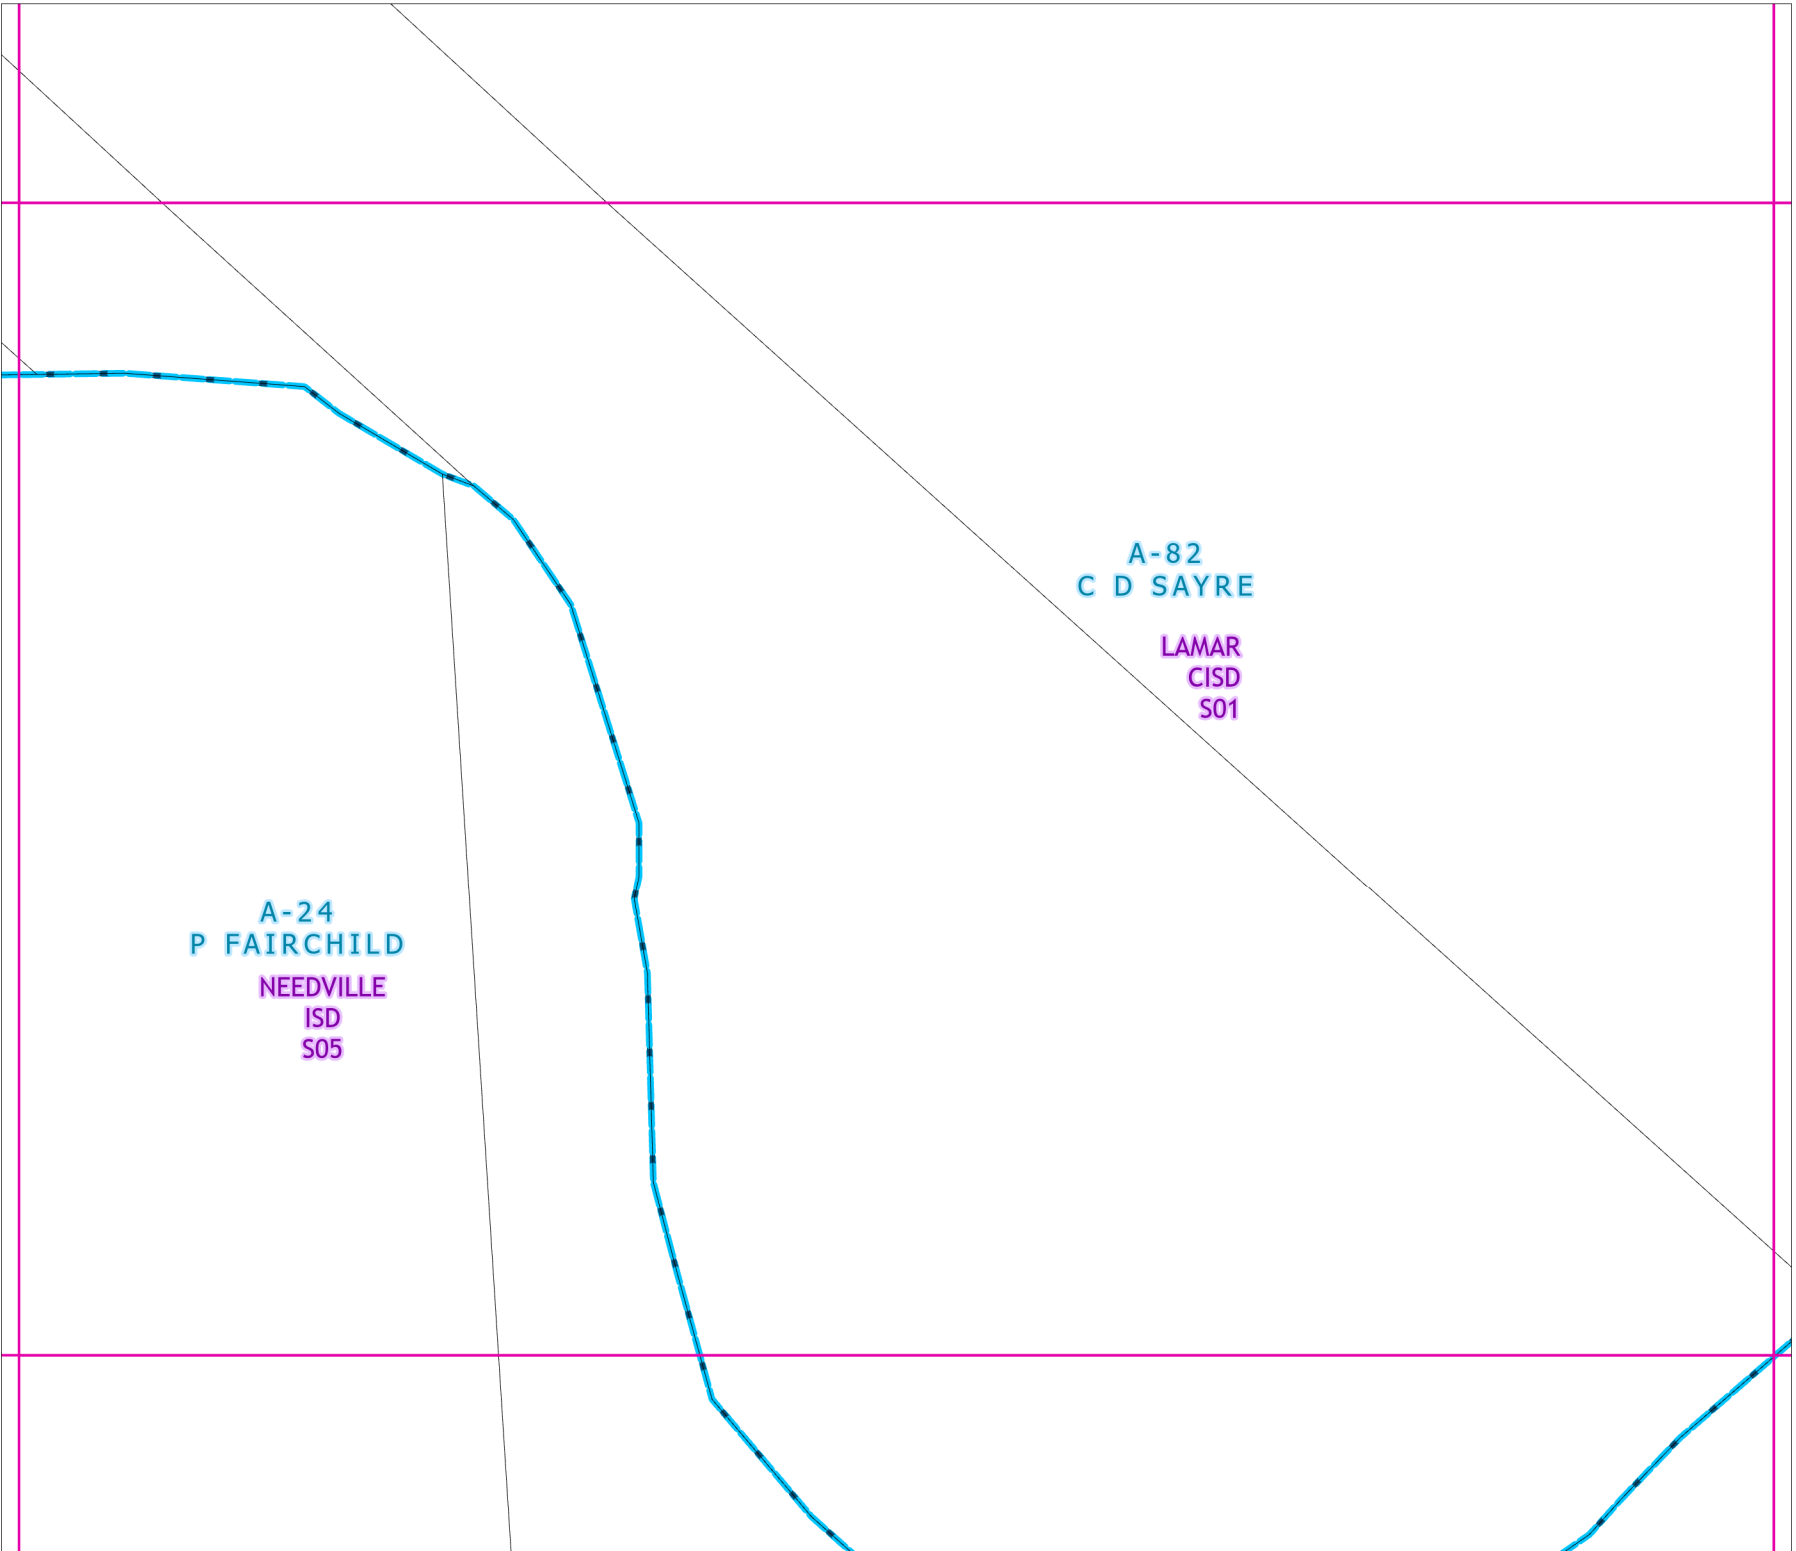 A-82
C D SAYRE
LAMAR
CISD
S01
A-24
P FAIRCHILD
NEEDVILLE
ISD
S05